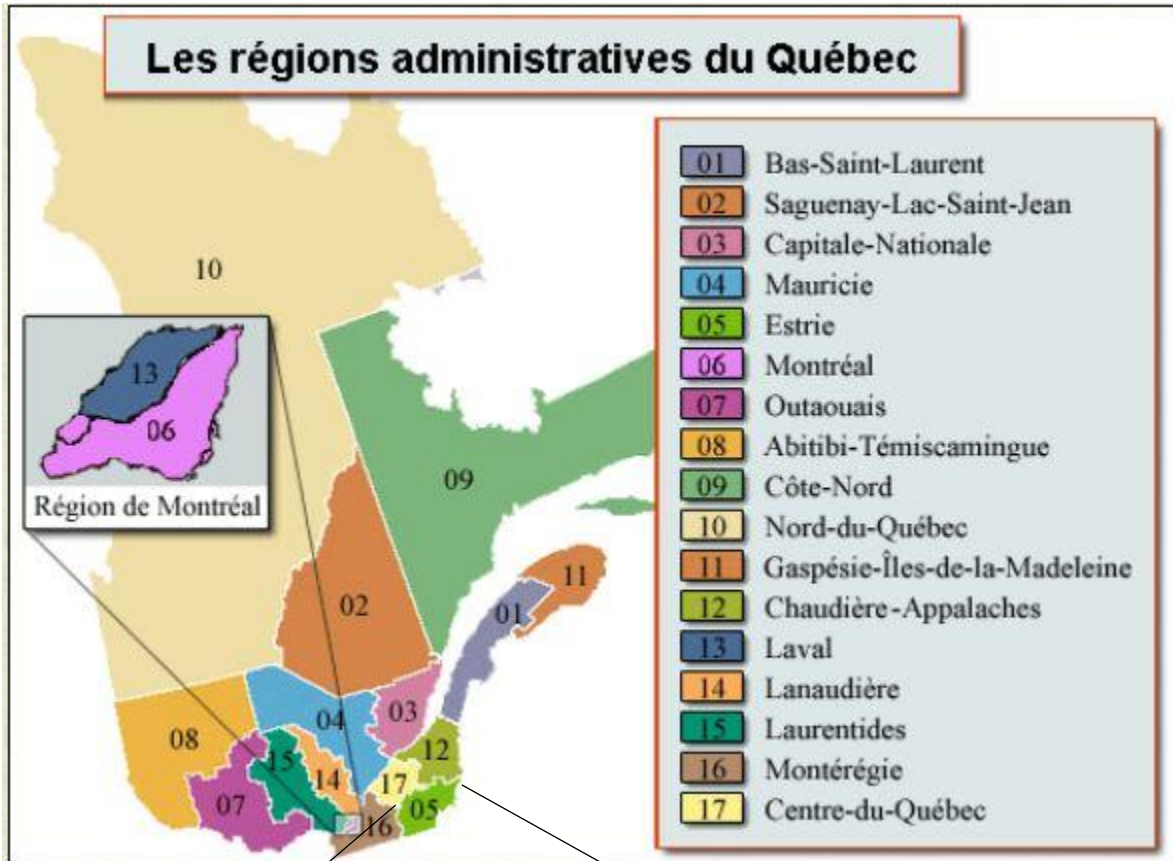 Les régions administratives du Québec
01 Bas-Saint-Laurent
02 Saguenay-Lac-Saint-Jean
03 Capitale-Nationale
04 Mauricie
05 Estrie
06 Montréal
07 Outaouais
08 Abitibi-Témiscamingue
09 Côte-Nord
10 Nord-du-Québec
11 Gaspésie-Îles-de-la-Madeleine
12 Chaudière-Appalaches
13 Laval
14 Lanaudière
15 Laurentides
16 Montérégie
17 Centre-du-Québec
10
13
06
Région de Montréal
09
11
02
01
03
04
08
12
15
14
17
07
16
05